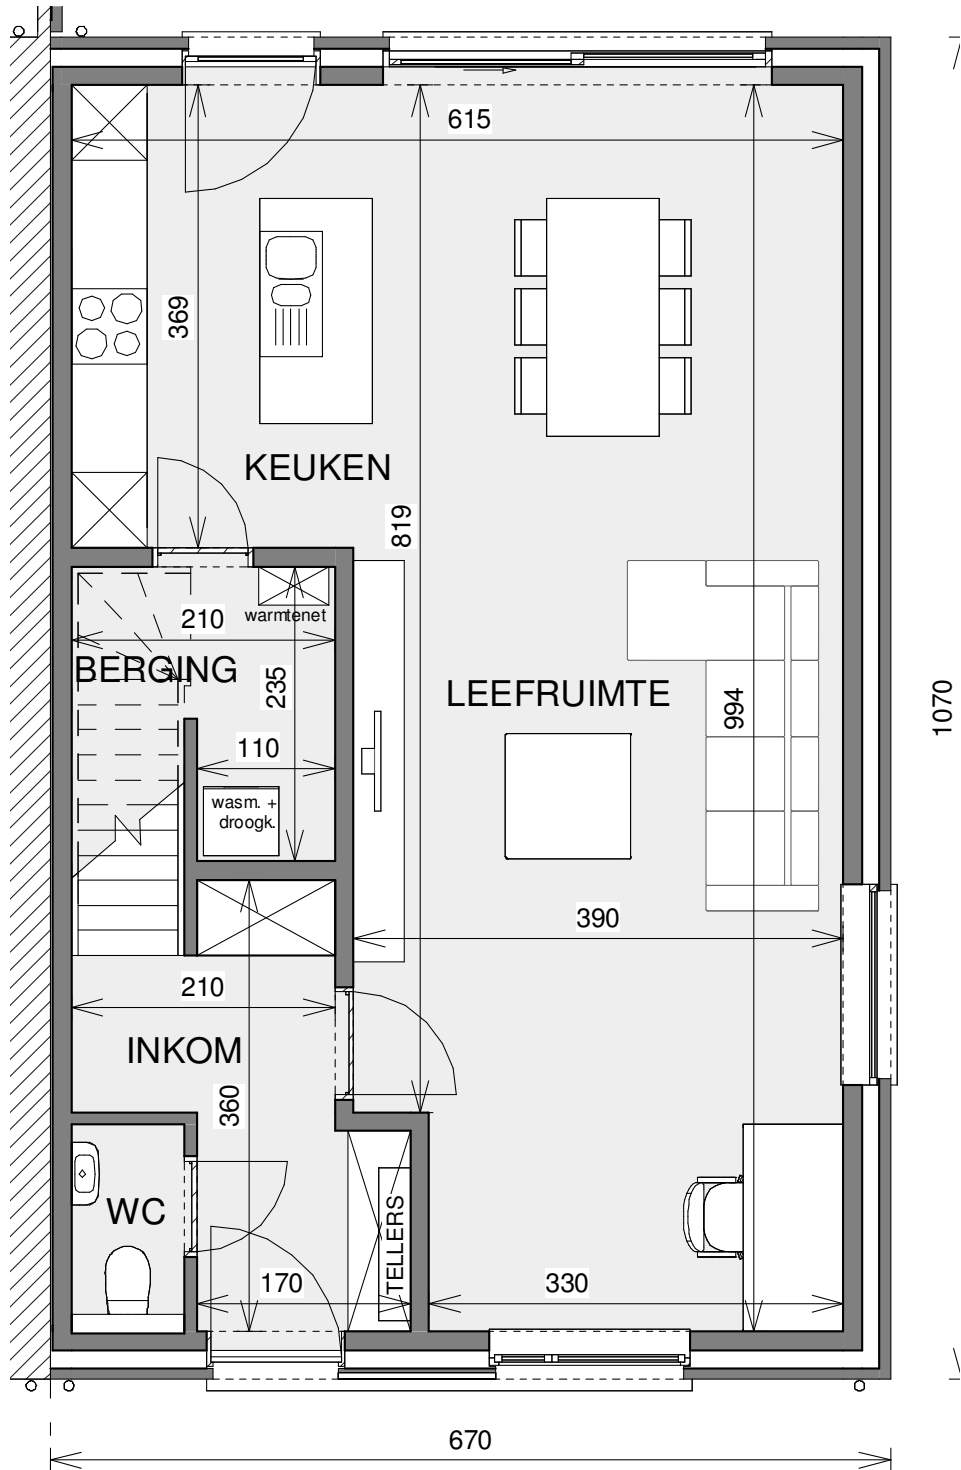 615
369
KEUKEN
819
210
warmtenet
BERGING
235
LEEFRUIMTE
994
1070
110
wasm. +
droogk.
390
210
INKOM
360
WC
TELLERS
170
330
670